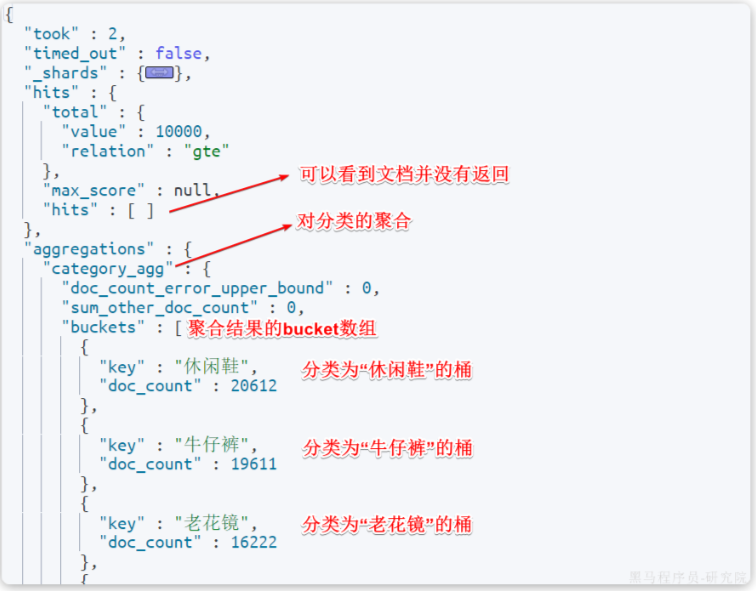 {
"took" : 2,
"timed_out" : false,
"_shards" : {},
"hits" : {
"total" : {
"value" : 10000,
"relation" : "gte"
},
可以看到文档并没有返回
"max_score" : null,
"hits" : [ ]
对分类的聚合
},
"aggregations" : {
"category_agg" : {
"doc_count_error_upper_bound" : 0,
"sum_other_doc_count" : 0,
"buckets" : [ 聚合结果的bucket数组
{
"key" : "休闲鞋", 分类为“休闲鞋”的桶
"doc_count" : 20612
},
{
"key" : "牛仔裤", 分类为“牛仔裤”的桶
"doc_count" : 19611
},
{
"key" : "老花镜", 分类为“老花镜”的桶
"doc_count" : 16222
},
{
黑马程序员-研究院